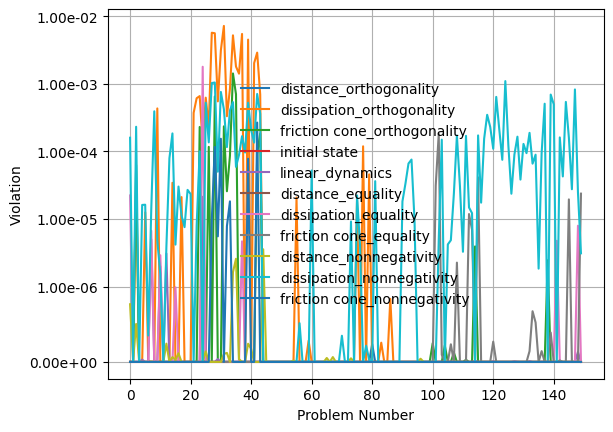 1.00e-02
1.00e-03
1.00e-04
1.00e-05
1.00e-06
0.00e+00
Violation
distance_orthogonality
dissipation_orthogonality
friction cone_orthogonality
initial state
linear_dynamics
distance_equality
dissipation_equality
friction cone_equality
distance_nonnegativity
dissipation_nonnegativity
friction cone_nonnegativity
0 20 40 60 80 100 120 140
Problem Number